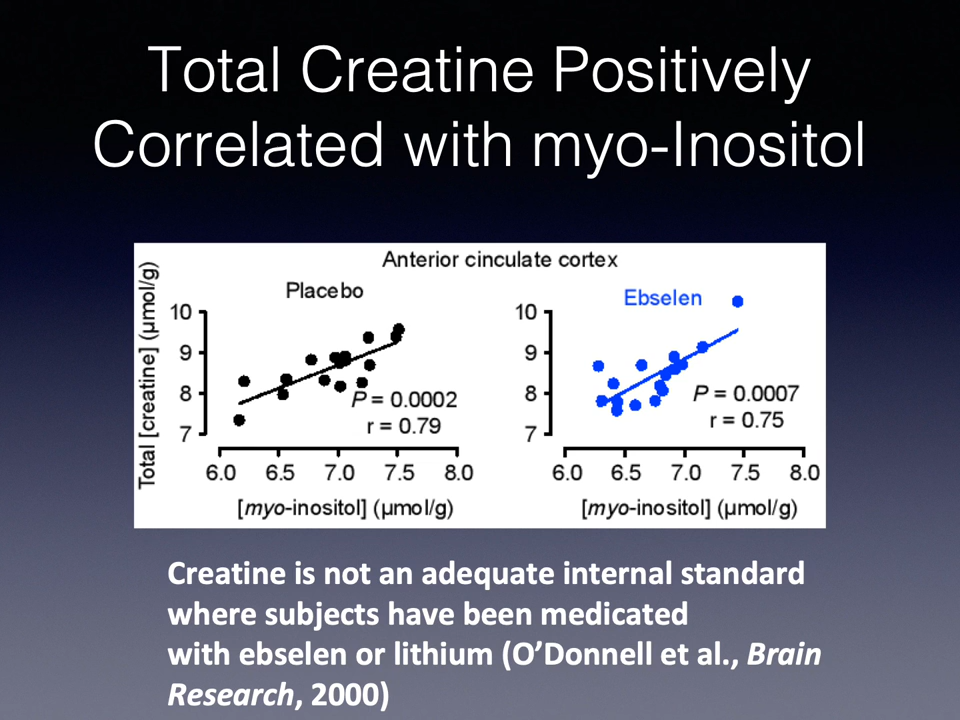 Total Creatine Positively
Correlated with myo-Inositol
Anterior cinculate cortex
Placebo
Total [creatine] (µmol/g)
10
9
8
7
P = 0.0002
r = 0.79
6.0 6.5 7.0 7.5 8.0
[myo-inositol] (µmol/g)
Ebselen
10
9
8
7
P = 0.0007
r = 0.75
6.0 6.5 7.0 7.5 8.0
[myo-inositol] (µmol/g)
Creatine is not an adequate internal standard
where subjects have been medicated
with ebselen or lithium (O’Donnell et al., Brain
Research, 2000)